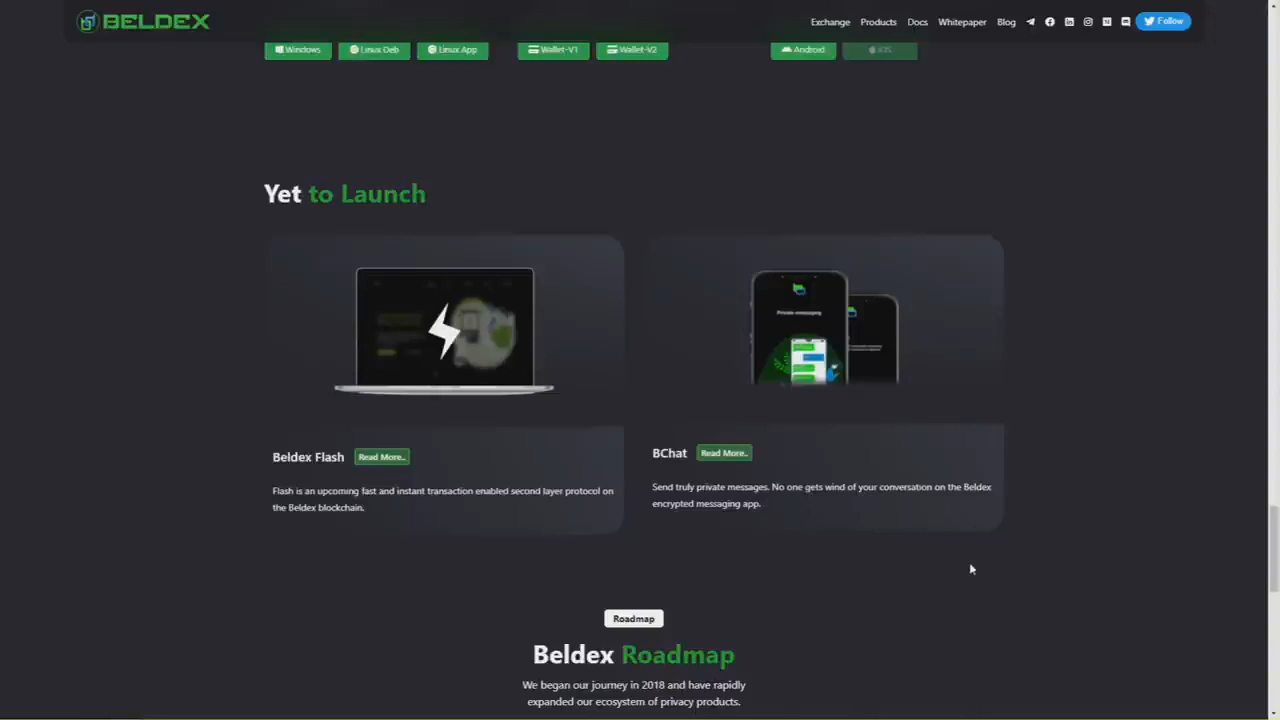 BELDEX
Exchange Products Docs Whitepaper Blog Follow
Windows Linux Deb Linux App Wallet-V1 Wallet-V2 Android iOS
Yet to Launch
Private messaging
Beldex Flash Read More..
Flash is an upcoming fast and instant transaction enabled second layer protocol on
the Beldex blockchain.
BChat Read More..
Send truly private messages. No one gets wind of your conversation on the Beldex
encrypted messaging app.
Roadmap
Beldex Roadmap
We began our journey in 2018 and have rapidly
expanded our ecosystem of privacy products.